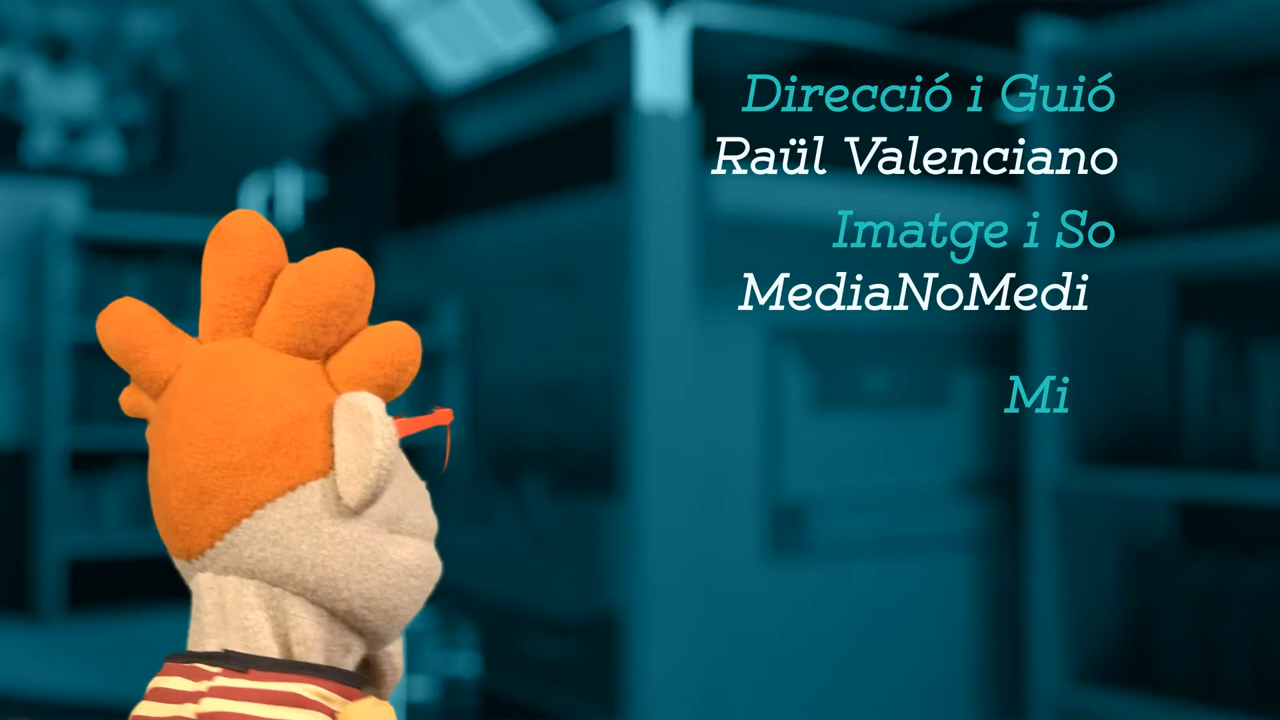 Direcció i Guió
Raül Valenciano
Imatge i So
MediaNoMedi
Mi